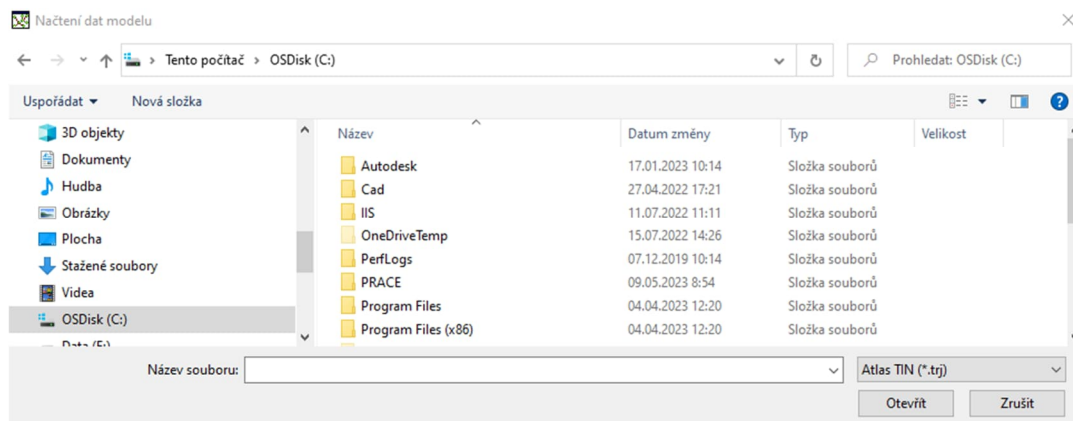 Načtení dat modelu
Tento počítač > OSDisk (C:)
Prohledat: OSDisk (C:)
Uspořádat
Nová složka
3D objekty
Dokumenty
Hudba
Obrázky
Plocha
Stažené soubory
Videa
OSDisk (C:)
Data (E:)
Název Datum změny Typ Velikost
Autodesk 17.01.2023 10:14 Složka souborů
Cad 27.04.2022 17:21 Složka souborů
IIS 11.07.2022 11:11 Složka souborů
OneDriveTemp 15.07.2022 14:26 Složka souborů
PerfLogs 07.12.2019 10:14 Složka souborů
PRACE 09.05.2023 8:54 Složka souborů
Program Files 04.04.2023 12:20 Složka souborů
Program Files (x86) 04.04.2023 12:20 Složka souborů
Název souboru:
Atlas TIN (*.trj)
Otevřít
Zrušit